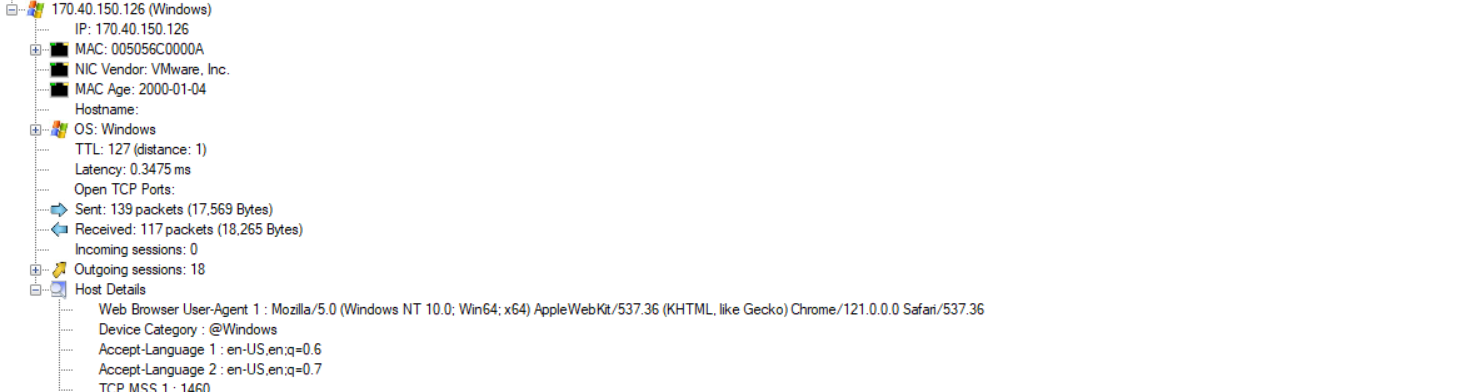 170.40.150.126 (Windows)
IP: 170.40.150.126
MAC: 005056C0000A
NIC Vendor: VMware, Inc.
MAC Age: 2000-01-04
Hostname:
OS: Windows
TTL: 127 (distance: 1)
Latency: 0.3475 ms
Open TCP Ports:
Sent: 139 packets (17,569 Bytes)
Received: 117 packets (18,265 Bytes)
Incoming sessions: 0
Outgoing sessions: 18
Host Details
Web Browser User-Agent 1 : Mozilla/5.0 (Windows NT 10.0; Win64; x64) AppleWebKit/537.36 (KHTML, like Gecko) Chrome/121.0.0.0 Safari/537.36
Device Category : @Windows
Accept-Language 1 : en-US,en;q=0.6
Accept-Language 2 : en-US,en;q=0.7
TCP MSS 1 : 1460